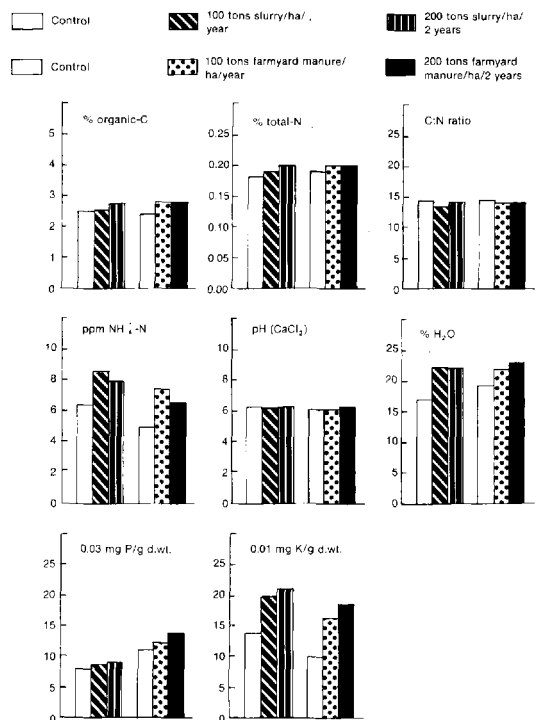 Control
100 tons slurry/ha/
year
200 tons slurry/ha/
2 years
Control
100 tons farmyard manure/
ha/year
200 tons farmyard
manure/ha/2 years
% organic-C
6
5
4
3
2
1
0
% total-N
0.25
0.20
0.15
0.10
0.05
0.00
C:N ratio
25
20
15
10
5
0
ppm NH₄⁺-N
10
8
6
4
2
0
pH (CaCl₂)
10
8
6
4
2
0
% H₂O
25
20
15
10
5
0
0.03 mg P/g d.wt.
25
20
15
10
5
0
0.01 mg K/g d.wt.
25
20
15
10
5
0